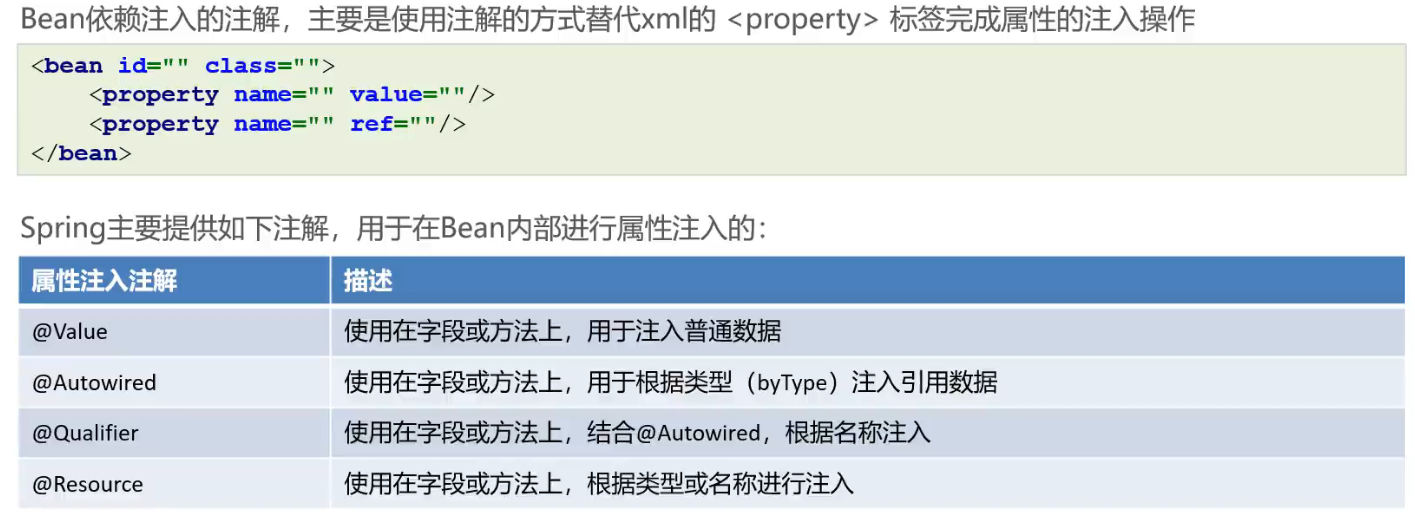 Bean依赖注入的注解，主要是使用注解的方式替代xml的 <property> 标签完成属性的注入操作
<bean id="" class="">
    <property name="" value=""/>
    <property name="" ref=""/>
</bean>
Spring主要提供如下注解，用于在Bean内部进行属性注入的：
属性注入注解 描述
@Value 使用在字段或方法上，用于注入普通数据
@Autowired 使用在字段或方法上，用于根据类型（byType）注入引用数据
@Qualifier 使用在字段或方法上，结合@Autowired，根据名称注入
@Resource 使用在字段或方法上，根据类型或名称进行注入